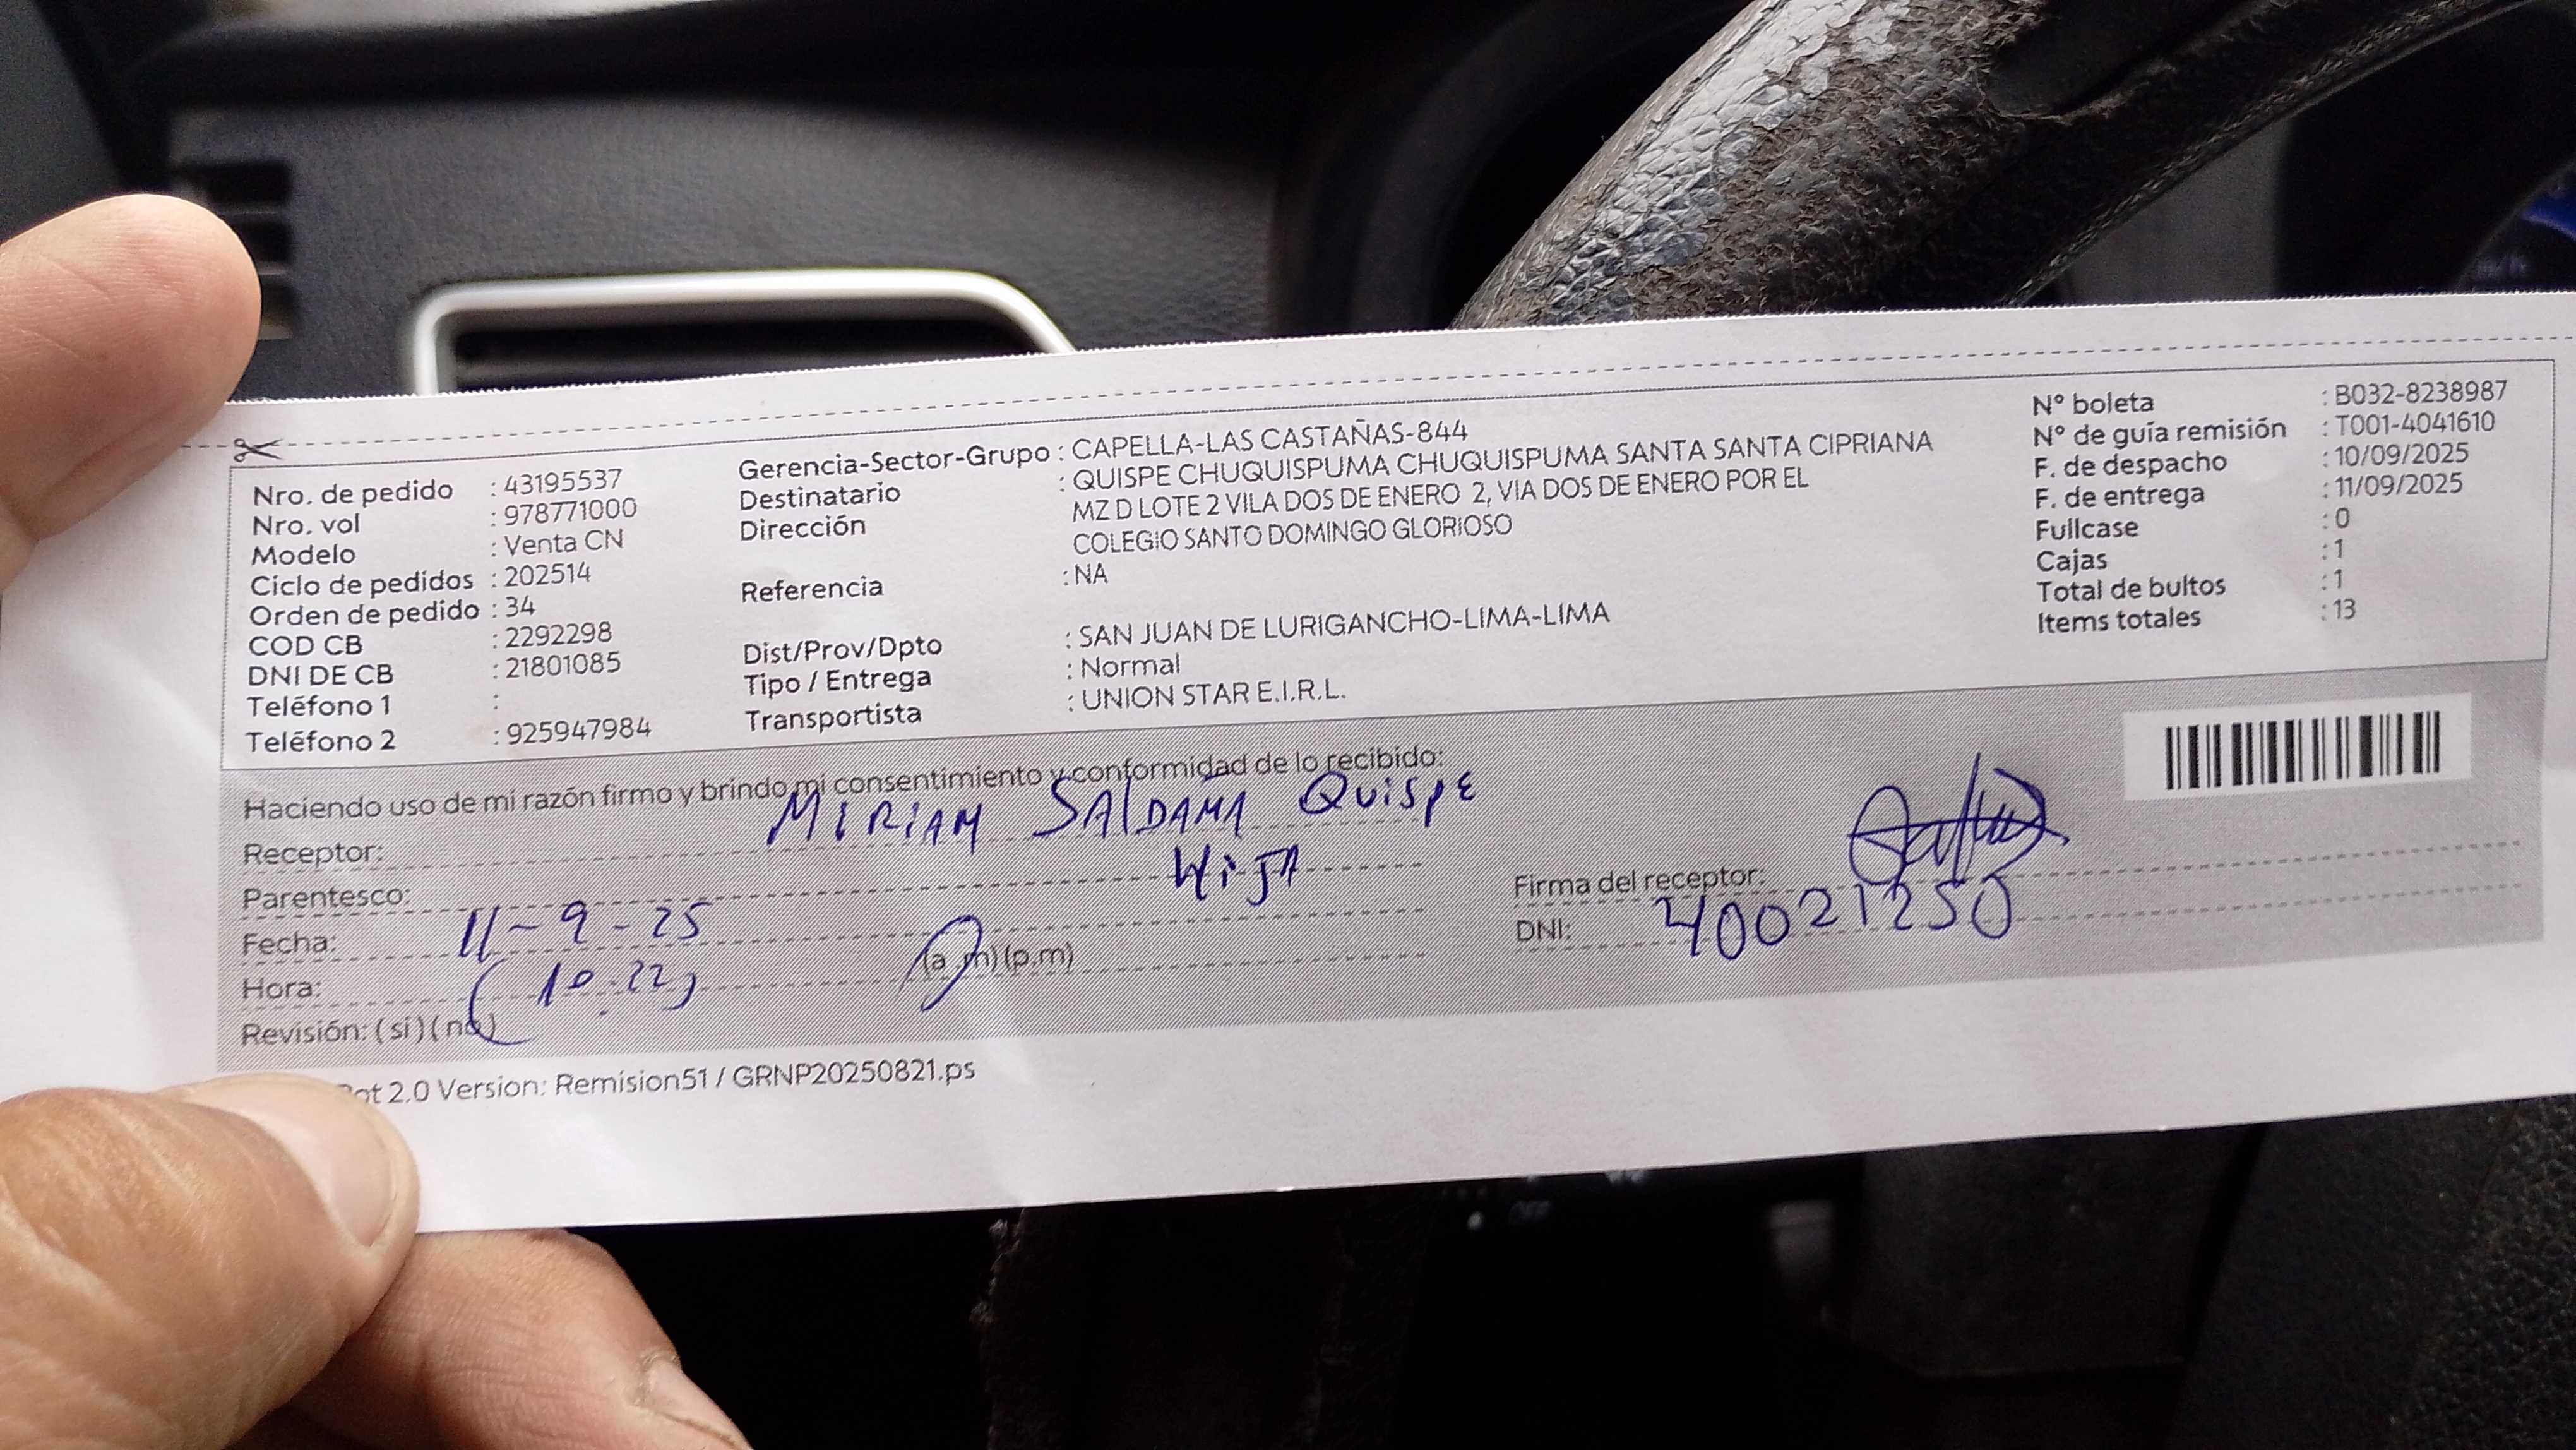 Nro. de pedido : 43195537
Nro. vol : 978771000
Modelo : Venta CN
Ciclo de pedidos : 202514
Orden de pedido : 34
COD CB : 2292298
DNI DE CB : 21801085
Teléfono 1 :
Teléfono 2 : 925947984
Gerencia-Sector-Grupo : CAPELLA-LAS CASTAÑAS-844
Destinatario : QUISPE CHUQUISPUMA CHUQUISPUMA SANTA SANTA CIPRIANA
Dirección MZ D LOTE 2 VILA DOS DE ENERO 2, VIA DOS DE ENERO POR EL
COLEGIO SANTO DOMINGO GLORIOSO
Referencia : NA
Dist/Prov/Dpto : SAN JUAN DE LURIGANCHO-LIMA-LIMA
Tipo / Entrega : Normal
Transportista : UNION STAR E.I.R.L.
N° boleta : B032-8238987
N° de guía remisión : T001-4041610
F. de despacho : 10/09/2025
F. de entrega : 11/09/2025
Fullcase : 0
Cajas : 1
Total de bultos : 1
Items totales : 13
Haciendo uso de mi razón firmo y brindo mi consentimiento y conformidad de lo recibido:
Receptor: MIRIAM SAlDAÑA QUISPE
Parentesco: HIJA
Fecha: 11-9-25
Hora: (10:22) (a.m)(p.m)
Revisión: (si)(no)
Firma del receptor:
DNI: 40021250
2.0 Version: Remision51 / GRNP20250821.ps